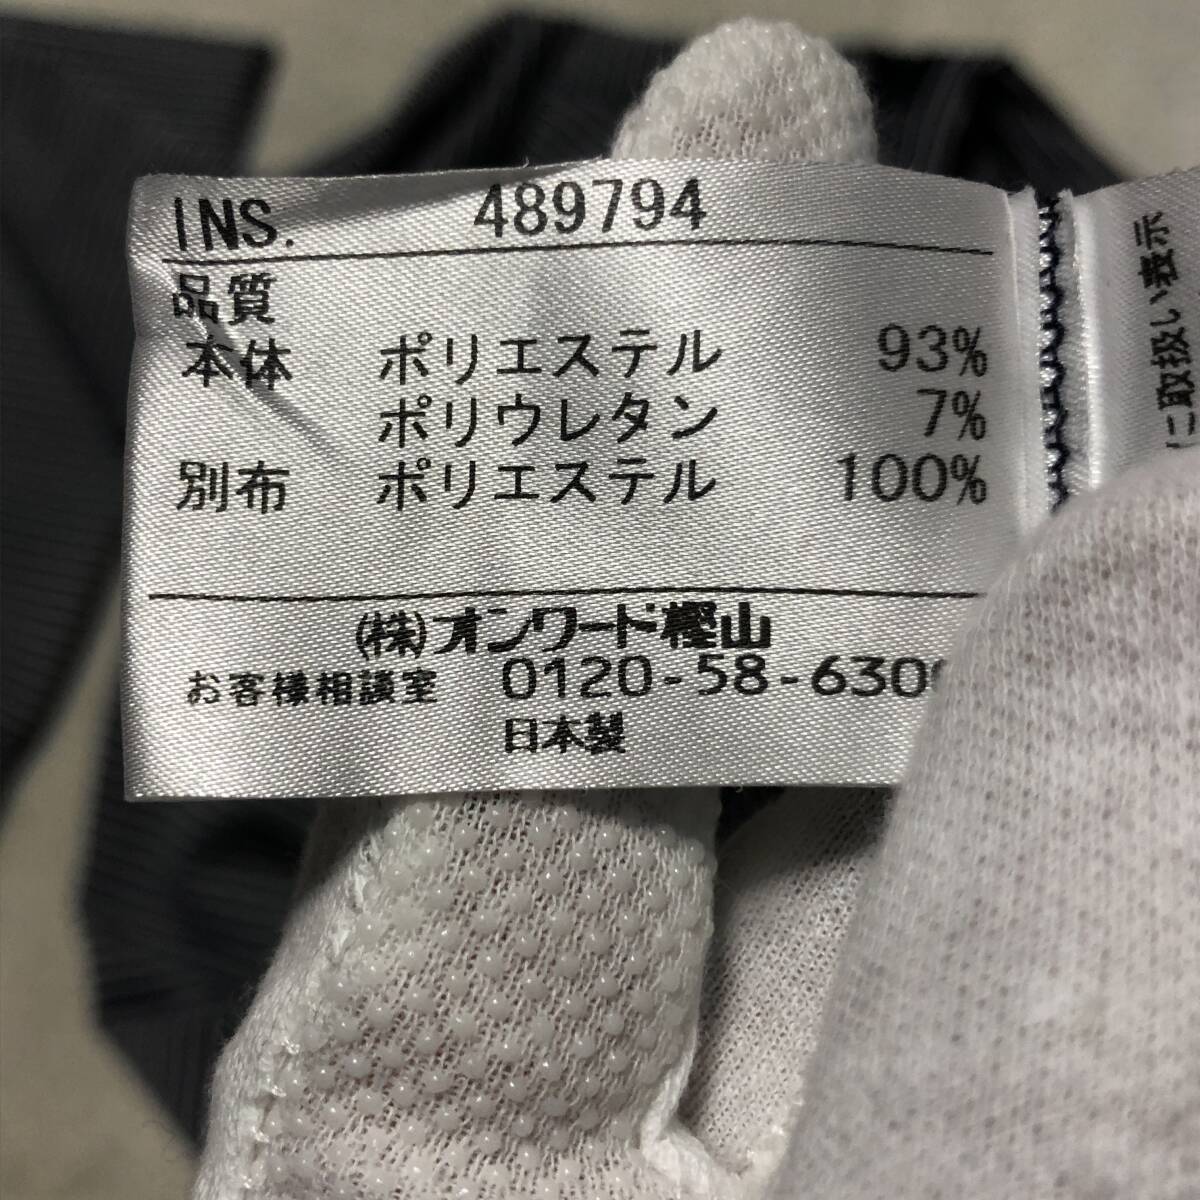 INS. 489794
品質
本体 ポリエステル 93%
ポリウレタン 7%
別布 ポリエステル 100%
(株)オンワード樫山
お客様相談室 0120-58-630
日本製
い表示
に取扱